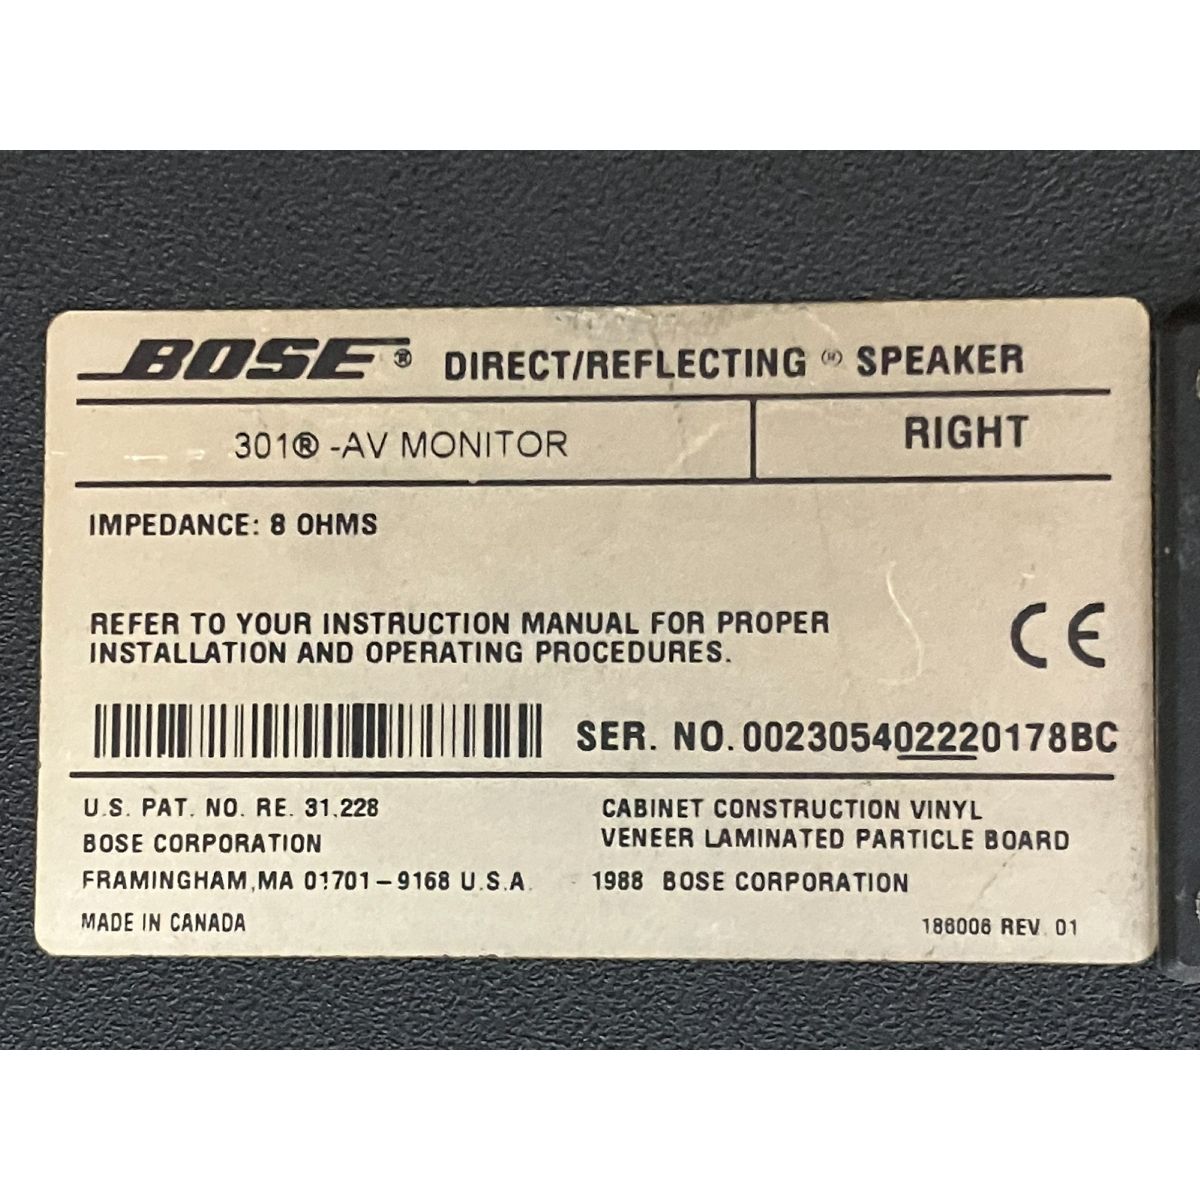 BOSE® DIRECT/REFLECTING ® SPEAKER
301® -AV MONITOR
RIGHT
IMPEDANCE: 8 OHMS
REFER TO YOUR INSTRUCTION MANUAL FOR PROPER
INSTALLATION AND OPERATING PROCEDURES.
CE
SER. NO. 002305402220178BC
U.S. PAT. NO. RE. 31,228
BOSE CORPORATION
FRAMINGHAM, MA 01701-9168 U.S.A.
MADE IN CANADA
CABINET CONSTRUCTION VINYL
VENEER LAMINATED PARTICLE BOARD
1988 BOSE CORPORATION
186006 REV. 01